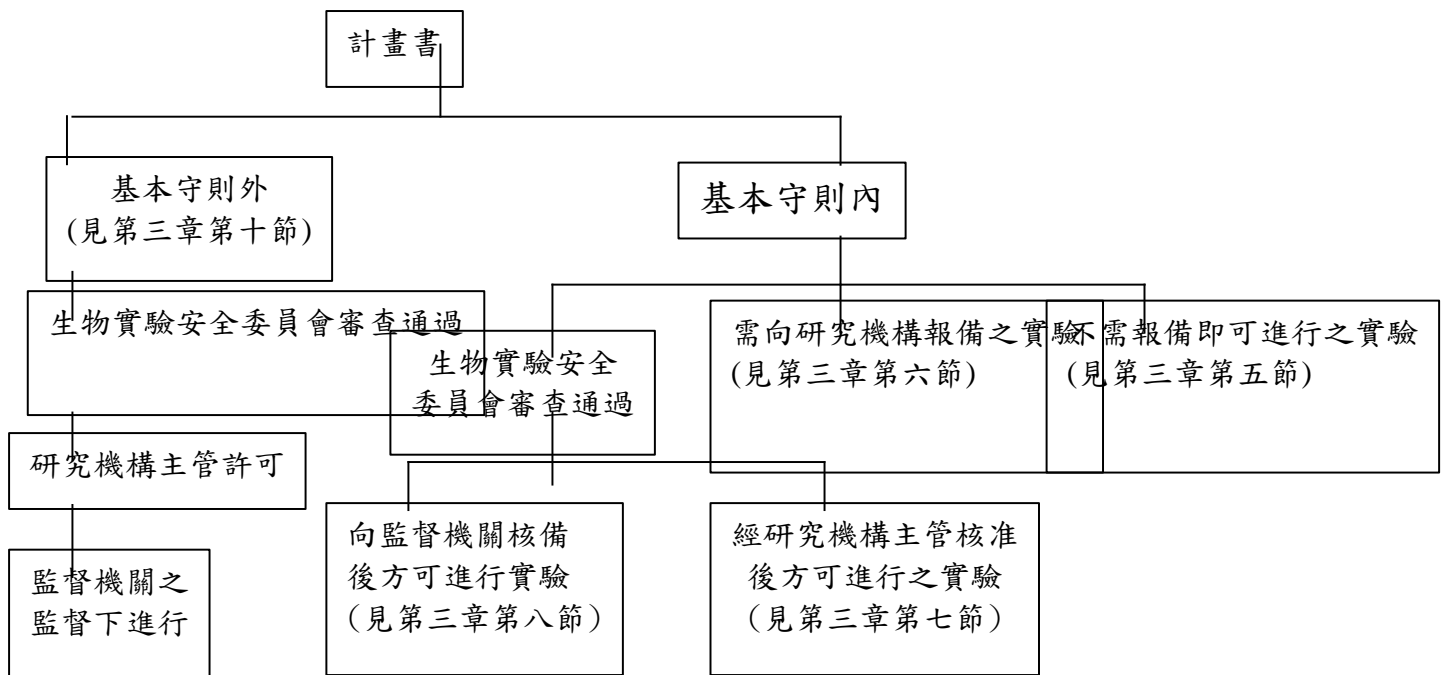 計畫書
基本守則外
(見第三章第十節)
基本守則內
生物實驗安全委員會審查通過
生物實驗安全
委員會審查通過
需向研究機構報備之實驗
(見第三章第六節)
不需報備即可進行之實驗
(見第三章第五節)
研究機構主管許可
向監督機關核備
後方可進行實驗
(見第三章第八節)
經研究機構主管核准
後方可進行之實驗
(見第三章第七節)
監督機關之
監督下進行